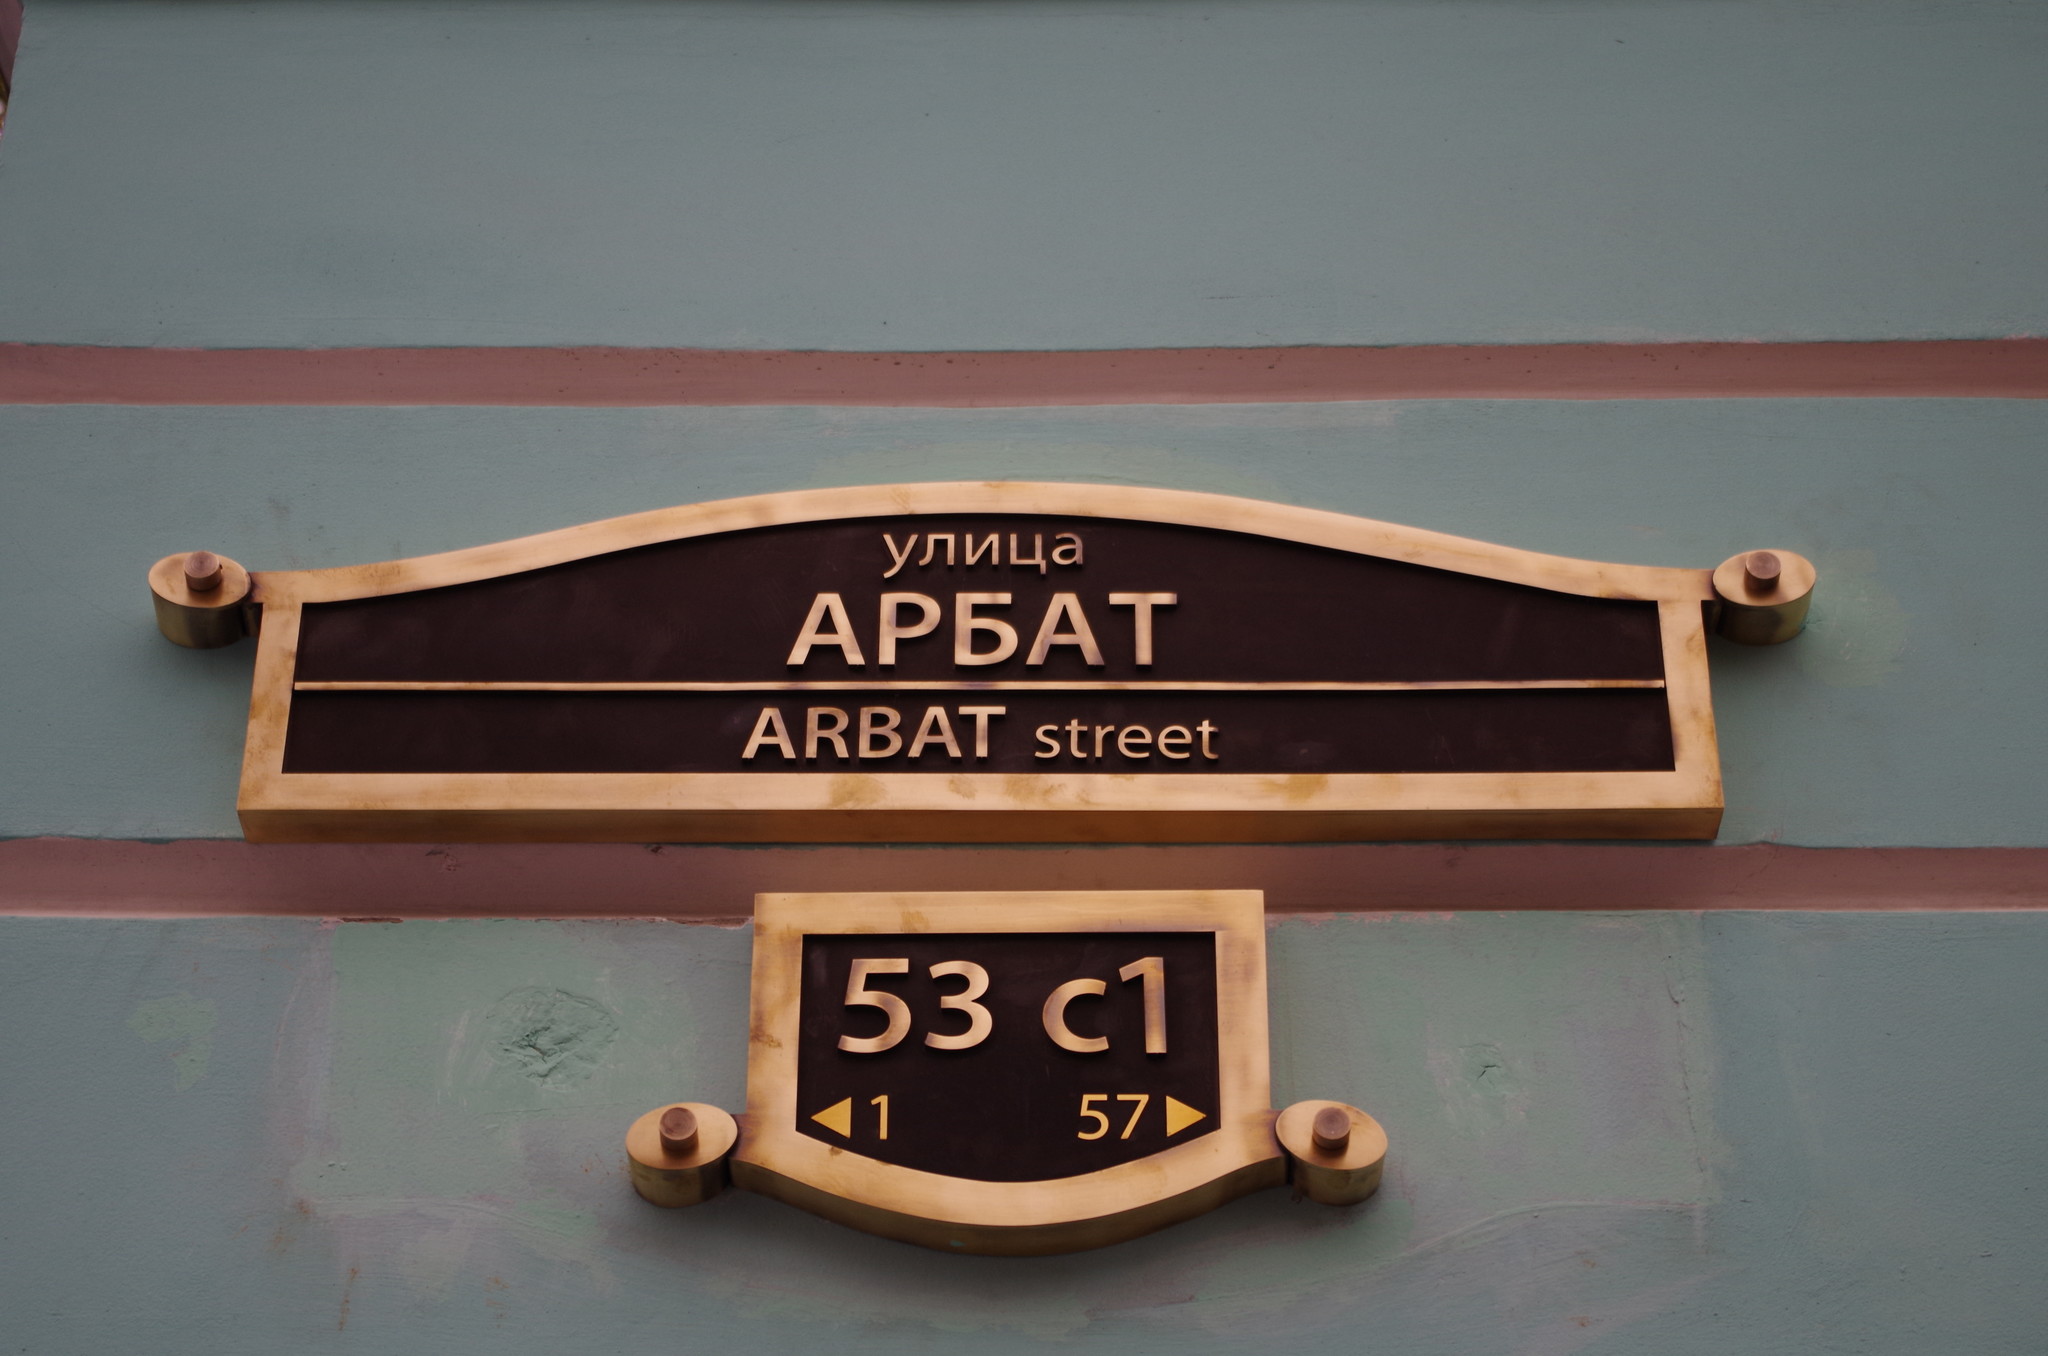 улица
АРБАТ
ARBAT street
53 с1
◀ 1 57 ▶